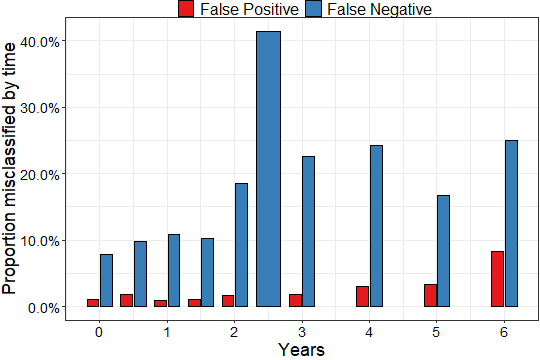 False Positive False Negative
Proportion misclassified by time
40.0%
30.0%
20.0%
10.0%
0.0%
0 1 2 3 4 5 6
Years